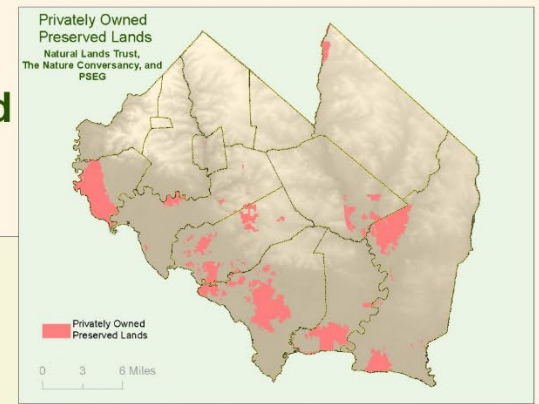 Privately Owned
Preserved Lands
Natural Lands Trust,
The Nature Conversancy, and
PSEG
d
Privately Owned
Preserved Lands
0 3 6 Miles